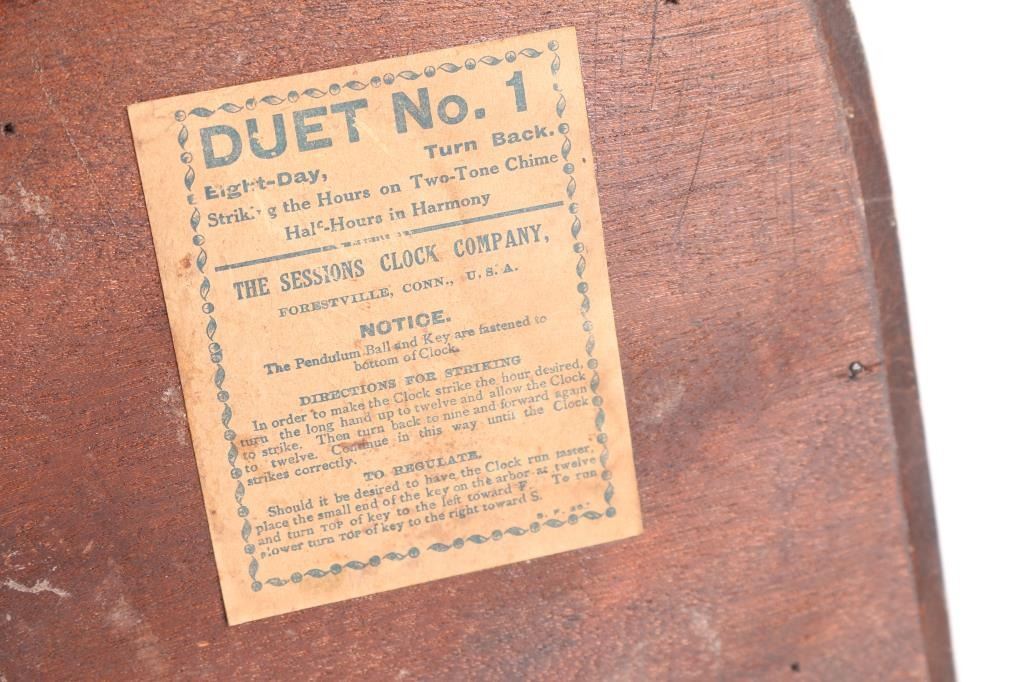 DUET No. 1
Turn Back.
Eight-Day,
Striking the Hours on Two-Tone Chime
Half-Hours in Harmony
THE SESSIONS CLOCK COMPANY,
FORESTVILLE, CONN., U. S. A.
NOTICE.
The Pendulum Ball and Key are fastened to
bottom of Clock.
DIRECTIONS FOR STRIKING
In order to make the Clock strike the hour desired,
turn the long hand up to twelve and allow the Clock
to strike. Then turn back to nine and forward again
to twelve. Continue in this way until the Clock
strikes correctly.
TO REGULATE.
Should it be desired to have the Clock run faster,
place the small end of the key on the arbor at twelve
and turn TOP of key to the left toward F. To run
slower turn TOP of key to the right toward S.